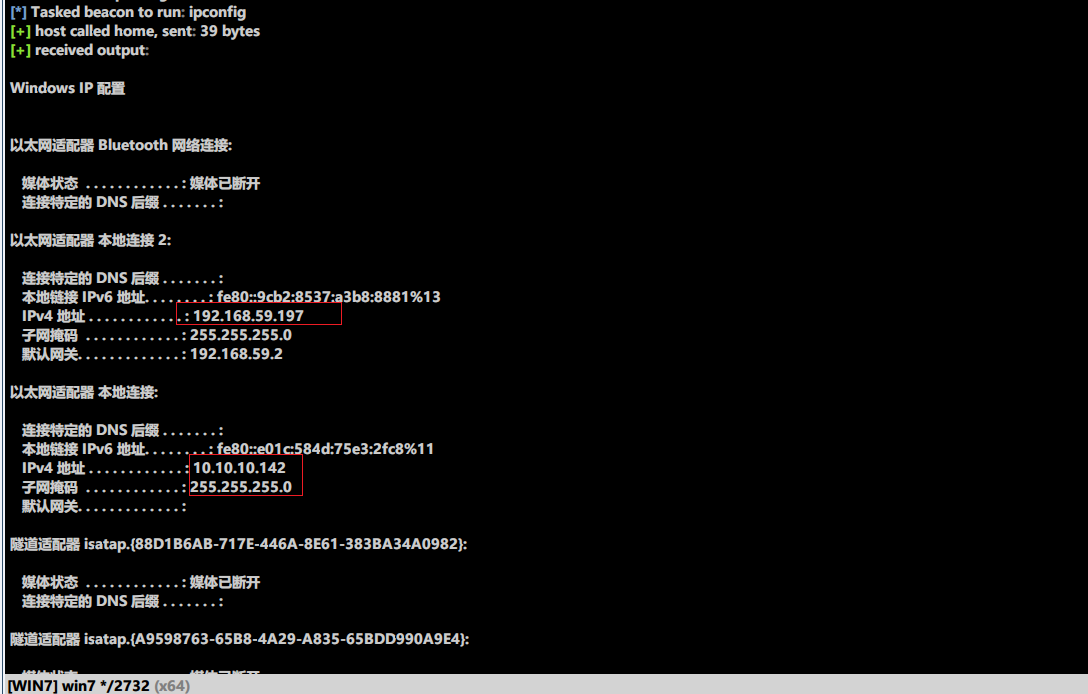 [*] Tasked beacon to run: ipconfig
[+] host called home, sent: 39 bytes
[+] received output:
Windows IP 配置
以太网适配器 Bluetooth 网络连接:
媒体状态 . . . . . . . . . . . . : 媒体已断开
连接特定的 DNS 后缀 . . . . . . . :
以太网适配器 本地连接 2:
连接特定的 DNS 后缀 . . . . . . . :
本地链接 IPv6 地址. . . . . . . . : fe80::9cb2:8537:a3b8:8881%13
IPv4 地址 . . . . . . . . . . . . : 192.168.59.197
子网掩码 . . . . . . . . . . . . : 255.255.255.0
默认网关. . . . . . . . . . . . . : 192.168.59.2
以太网适配器 本地连接:
连接特定的 DNS 后缀 . . . . . . . :
本地链接 IPv6 地址. . . . . . . . : fe80::e01c:584d:75e3:2fc8%11
IPv4 地址 . . . . . . . . . . . . : 10.10.10.142
子网掩码 . . . . . . . . . . . . : 255.255.255.0
默认网关. . . . . . . . . . . . . :
隧道适配器 isatap.{88D1B6AB-717E-446A-8E61-383BA34A0982}:
媒体状态 . . . . . . . . . . . . : 媒体已断开
连接特定的 DNS 后缀 . . . . . . . :
隧道适配器 isatap.{A9598763-65B8-4A29-A835-65BDD990A9E4}:
媒体状态 . . . . . . . . . . . . : 媒体已断开
[WIN7] win7 */2732 (x64)